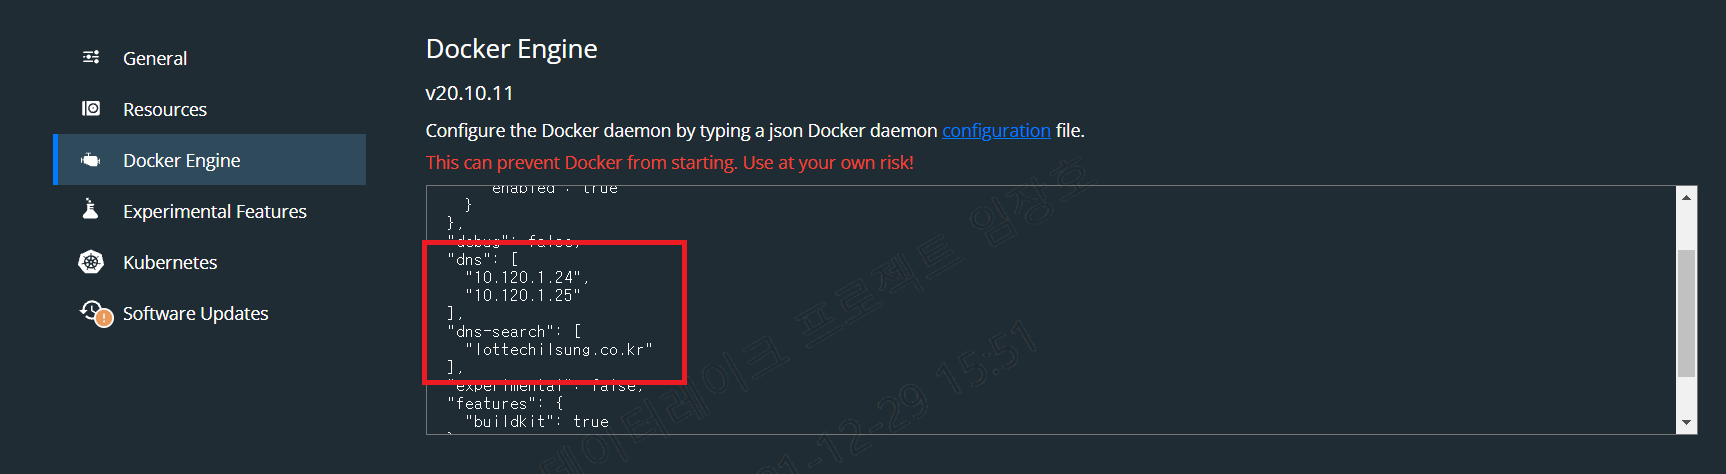 General
Resources
Docker Engine
Experimental Features
Kubernetes
Software Updates
Docker Engine
v20.10.11
Configure the Docker daemon by typing a json Docker daemon configuration file.
This can prevent Docker from starting. Use at your own risk!
enabled": true
}
},
"debug": false,
"dns": [
"10.120.1.24",
"10.120.1.25"
],
"dns-search": [
"lottechilsung.co.kr"
],
"experimental": false,
"features": {
"buildkit": true
데이터레이크 프로젝트 임장호
1-12-29 15:51